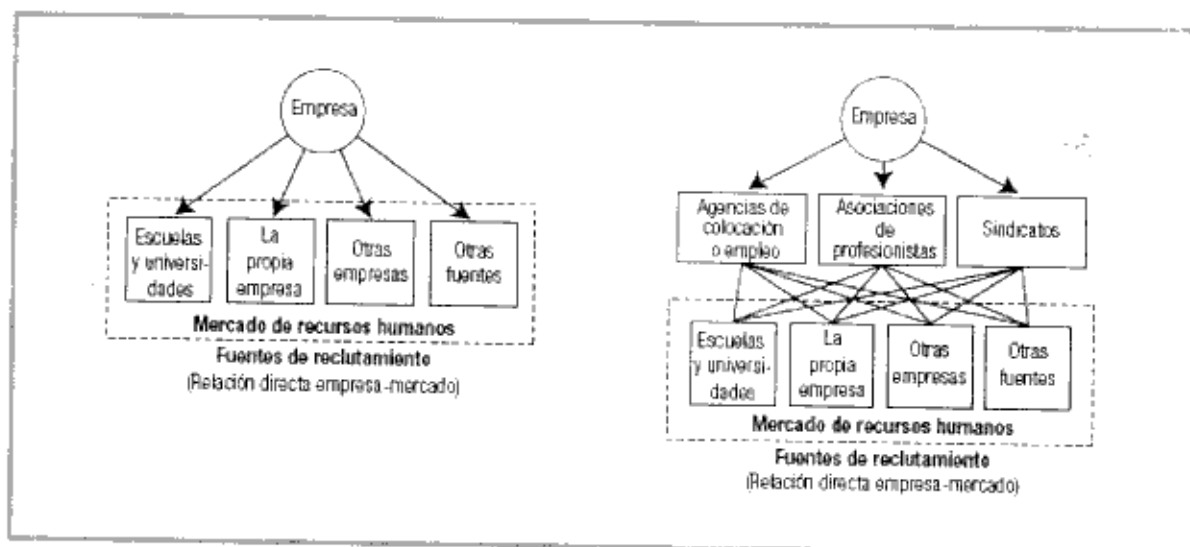 Empresa
Escuelas
y universi-
dades
La
propia
empresa
Otras
empresas
Otras
fuentes
Mercado de recursos humanos
Fuentes de reclutamiento
(Relación directa empresa-mercado)
Empresa
Agencias de
colocación
o empleo
Asociaciones
de
profesionistas
Sindicatos
Escuelas
y universi-
dades
La
propia
empresa
Otras
empresas
Otras
fuentes
Mercado de recursos humanos
Fuentes de reclutamiento
(Relación directa empresa-mercado)